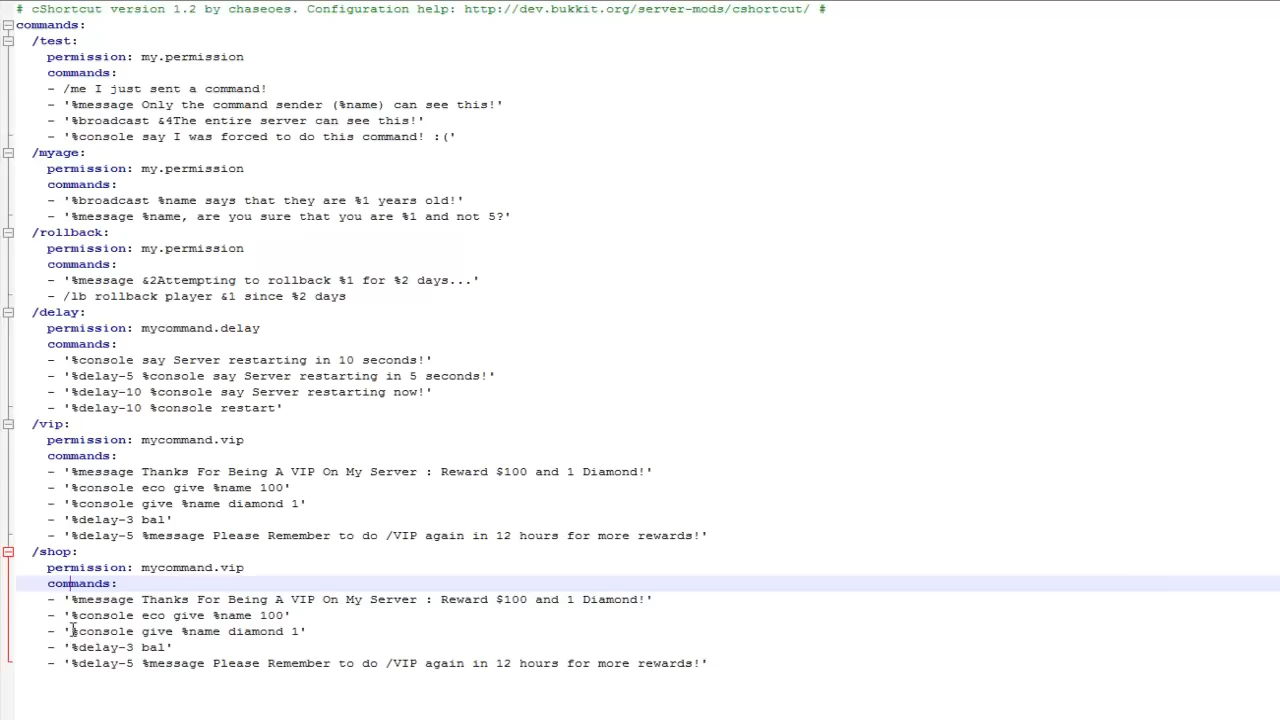 # cShortcut version 1.2 by chaseoes. Configuration help: http://dev.bukkit.org/server-mods/cshortcut/ #
commands:
/test:
permission: my.permission
commands:
- /me I just sent a command!
- '%message Only the command sender (%name) can see this!'
- '%broadcast &4The entire server can see this!'
- '%console say I was forced to do this command! :('
/myage:
permission: my.permission
commands:
- '%broadcast %name says that they are %1 years old!'
- '%message %name, are you sure that you are %1 and not 5?'
/rollback:
permission: my.permission
commands:
- '%message &2Attempting to rollback %1 for %2 days...'
- /lb rollback player &1 since %2 days
/delay:
permission: mycommand.delay
commands:
- '%console say Server restarting in 10 seconds!'
- '%delay-5 %console say Server restarting in 5 seconds!'
- '%delay-10 %console say Server restarting now!'
- '%delay-10 %console restart'
/vip:
permission: mycommand.vip
commands:
- '%message Thanks For Being A VIP On My Server : Reward $100 and 1 Diamond!'
- '%console eco give %name 100'
- '%console give %name diamond 1'
- '%delay-3 bal'
- '%delay-5 %message Please Remember to do /VIP again in 12 hours for more rewards!'
/shop:
permission: mycommand.vip
commands:
- '%message Thanks For Being A VIP On My Server : Reward $100 and 1 Diamond!'
- '%console eco give %name 100'
- '%console give %name diamond 1'
- '%delay-3 bal'
- '%delay-5 %message Please Remember to do /VIP again in 12 hours for more rewards!'